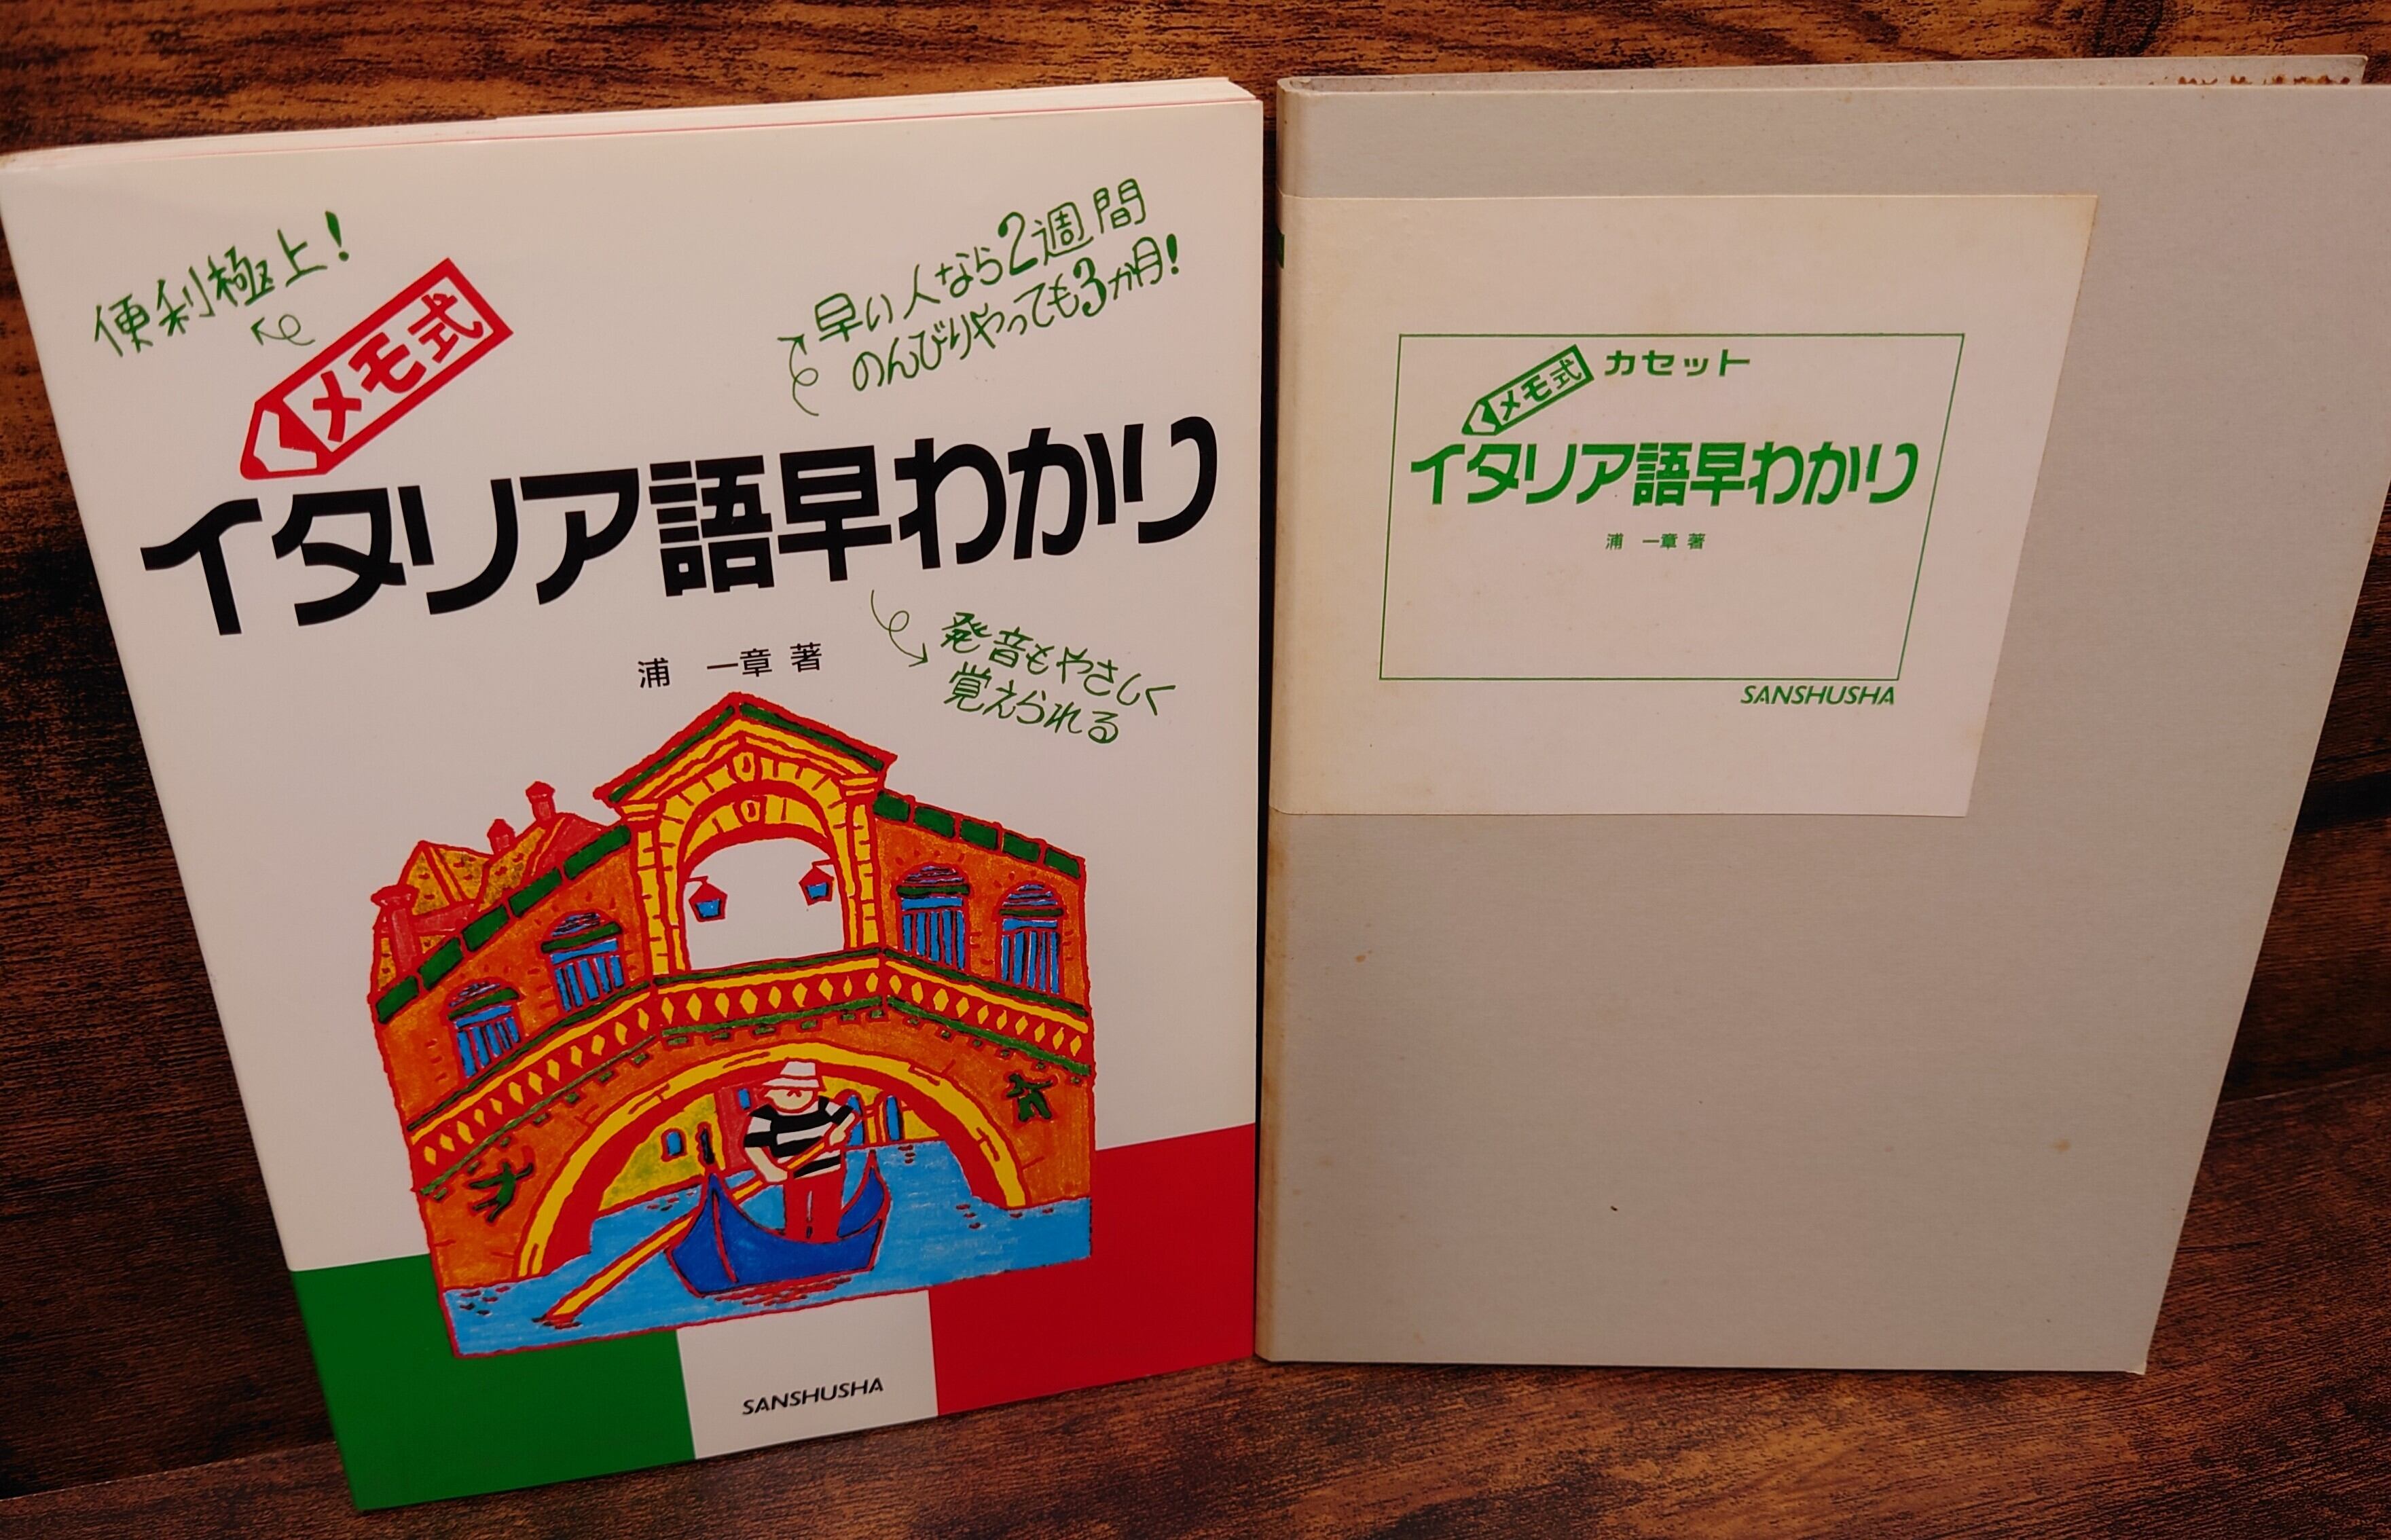 便利極上!
早い人なら2週間
のんびりやっても3か月!
メモ式
イタリア語早わかり
浦 一章 著
発音もやさしく
覚えられる
SANSHUSHA
メモ式 カセット
イタリア語早わかり
浦 一章 著
SANSHUSHA